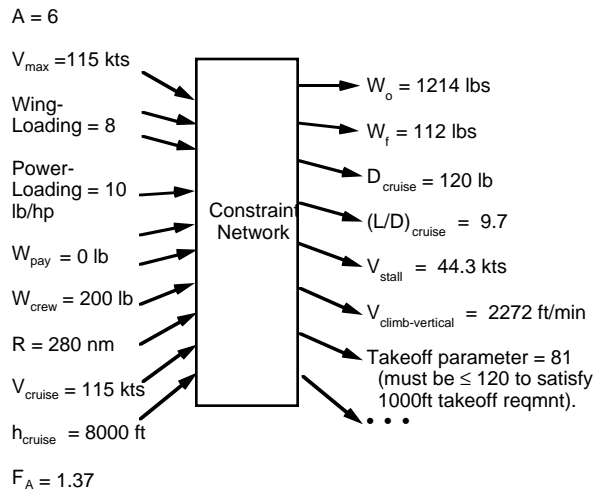 A = 6
V_max =115 kts
Wing-
Loading = 8
Power-
Loading = 10
lb/hp
W_pay = 0 lb
W_crew = 200 lb
R = 280 nm
V_cruise = 115 kts
h_cruise = 8000 ft
F_A = 1.37
Constraint
Network
W_o = 1214 lbs
W_f = 112 lbs
D_cruise = 120 lb
(L/D)_cruise = 9.7
V_stall = 44.3 kts
V_climb-vertical = 2272 ft/min
Takeoff parameter = 81
(must be ≤ 120 to satisfy
1000ft takeoff reqmnt).
• • •